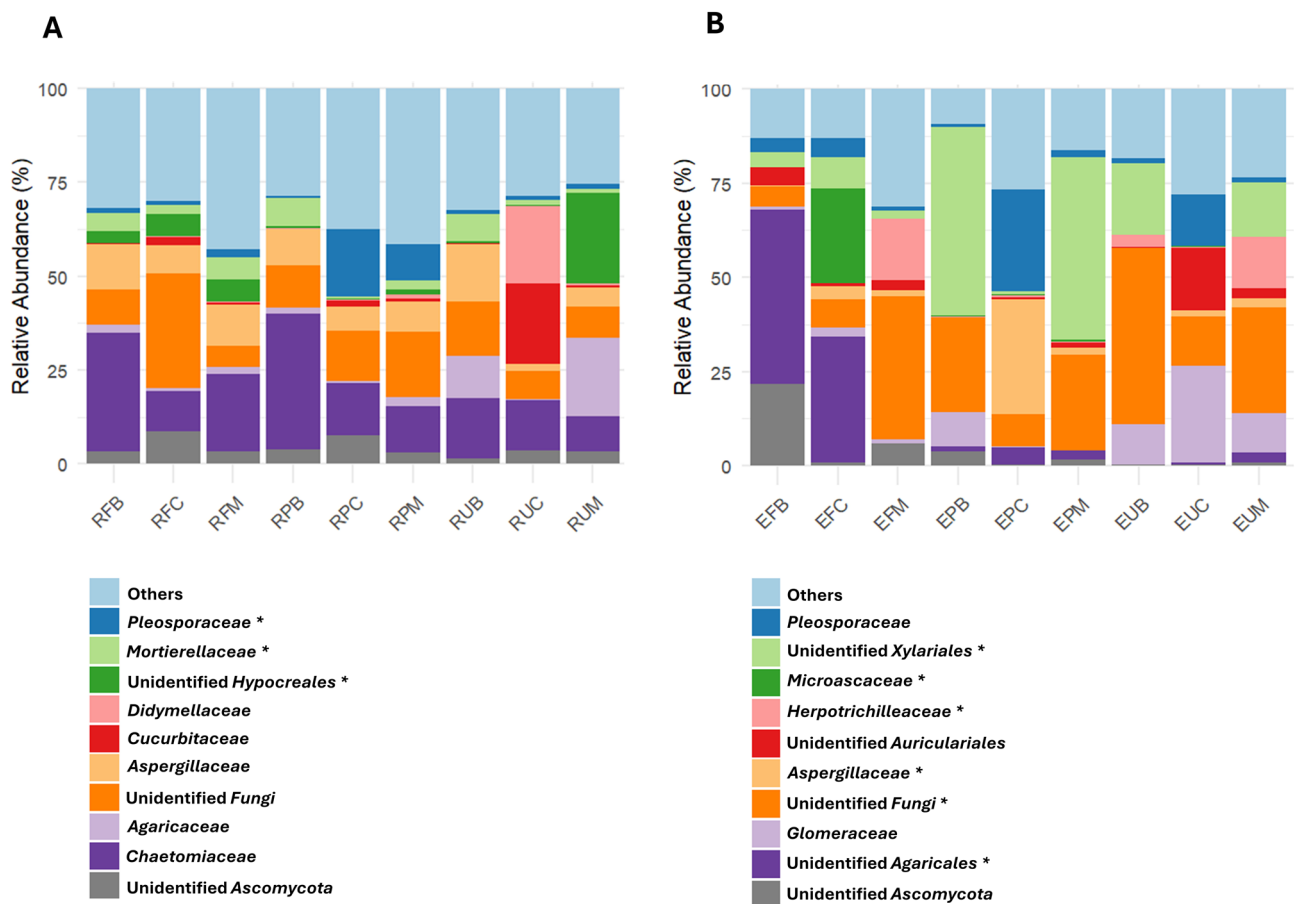 A
Relative Abundance (%)
100
75
50
25
0
RFB RFC RFM RPB RPC RPM RUB RUC RUM
Others
Pleosporaceae *
Mortierellaceae *
Unidentified Hypocreales *
Didymellaceae
Cucurbitaceae
Aspergillaceae
Unidentified Fungi
Agaricaceae
Chaetomiaceae
Unidentified Ascomycota
B
Relative Abundance (%)
100
75
50
25
0
EFB EFC EFM EPB EPC EPM EUB EUC EUM
Others
Pleosporaceae
Unidentified Xylariales *
Microascaceae *
Herpotrichilleaceae *
Unidentified Auriculariales
Aspergillaceae *
Unidentified Fungi *
Glomeraceae
Unidentified Agaricales *
Unidentified Ascomycota